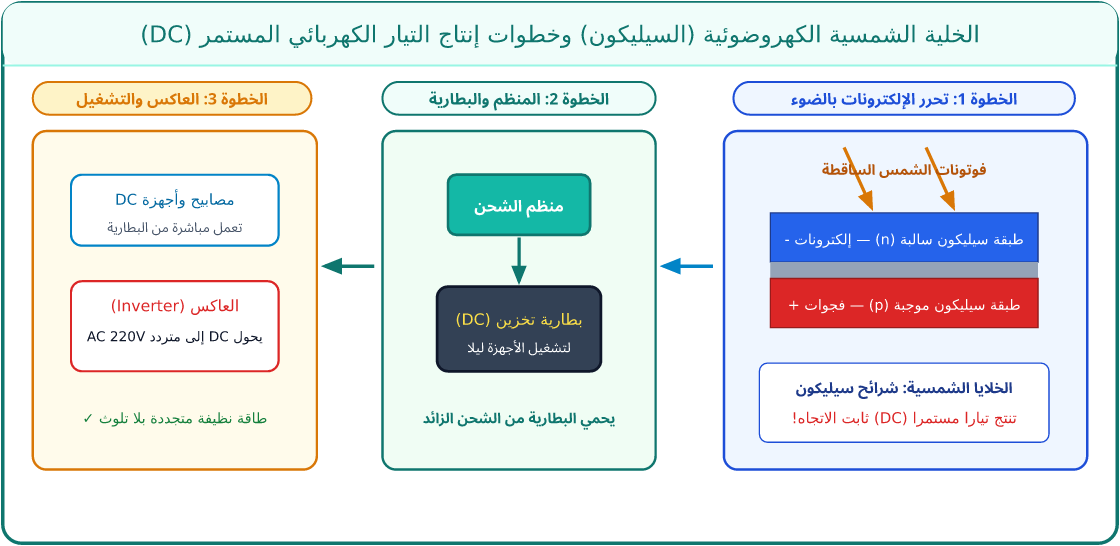 الخلية الشمسية الكهروضوئية (السيليكون) وخطوات إنتاج التيار الكهربائي المستمر (DC)
الخطوة 1: تحرر الإلكترونات بالضوء
فوتونات الشمس الساقطة
طبقة سيليكون سالبة (n) — إلكترونات -
طبقة سيليكون موجبة (p) — فجوات +
الخلايا الشمسية: شرائح سيليكون
تنتج تيارا مستمرا (DC) ثابت الاتجاه!
الخطوة 2: المنظم والبطارية
منظم الشحن
بطارية تخزين (DC)
لتشغيل الأجهزة ليلا
يحمي البطارية من الشحن الزائد
الخطوة 3: العاكس والتشغيل
مصابيح وأجهزة DC
تعمل مباشرة من البطارية
العاكس (Inverter)
يحول DC إلى متردد AC 220V
طاقة نظيفة متجددة بلا تلوث ✓